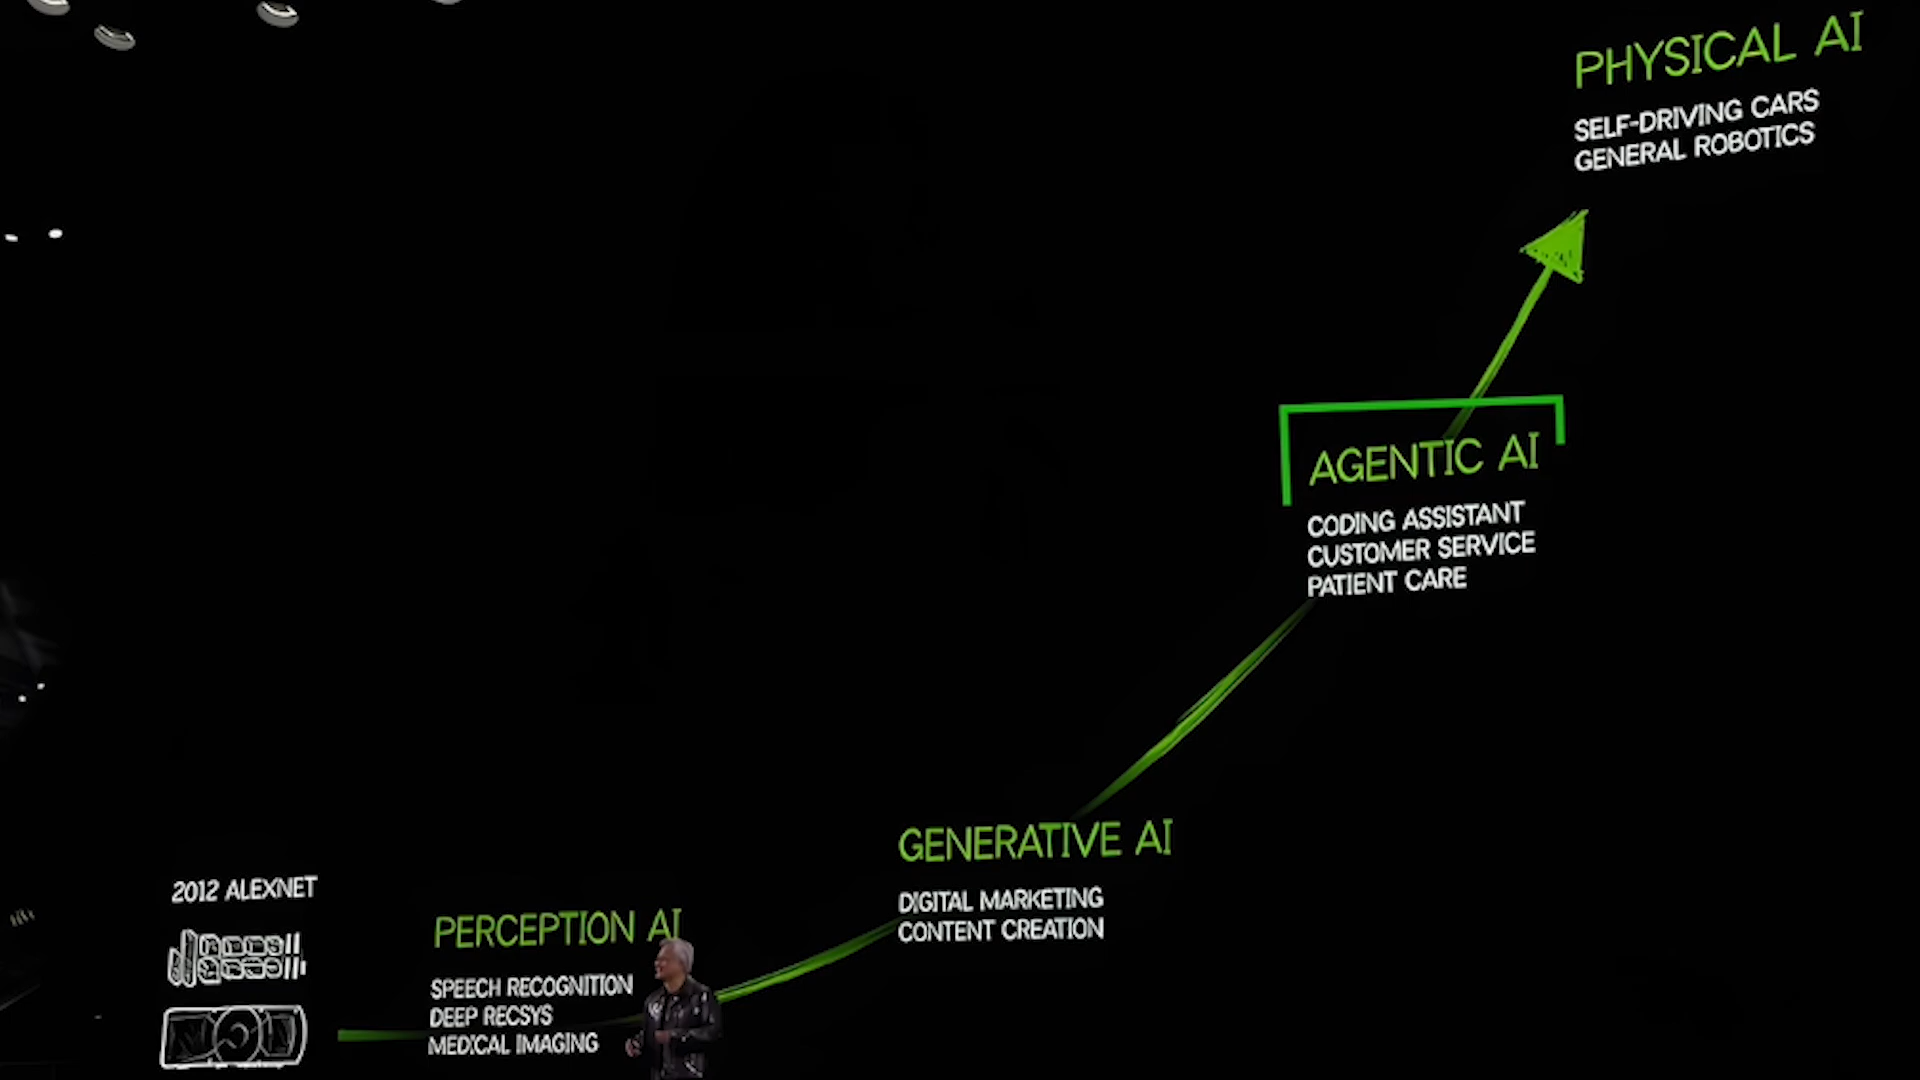 PHYSICAL AI
SELF-DRIVING CARS
GENERAL ROBOTICS
AGENTIC AI
CODING ASSISTANT
CUSTOMER SERVICE
PATIENT CARE
GENERATIVE AI
DIGITAL MARKETING
CONTENT CREATION
PERCEPTION AI
SPEECH RECOGNITION
DEEP RECSYS
MEDICAL IMAGING
2012 ALEXNET